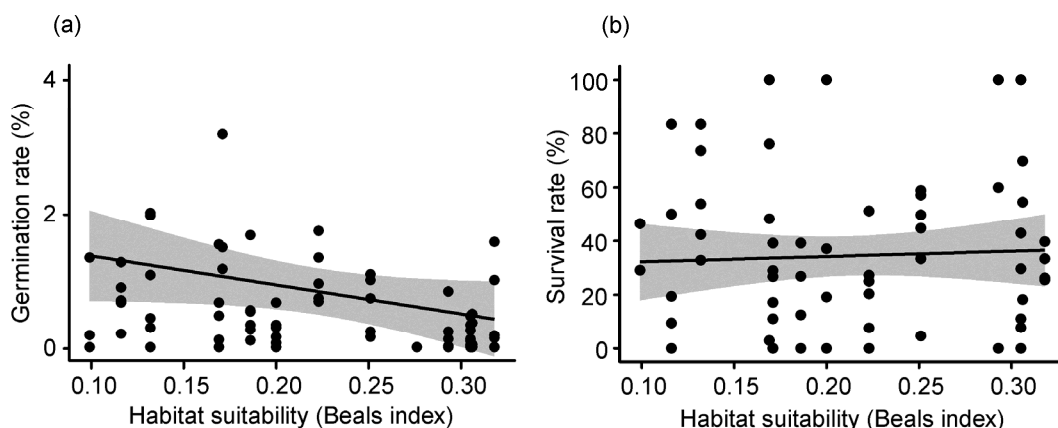 (a)
Germination rate (%)
4
2
0
0.10 0.15 0.20 0.25 0.30
Habitat suitability (Beals index)
(b)
Survival rate (%)
100
80
60
40
20
0
0.10 0.15 0.20 0.25 0.30
Habitat suitability (Beals index)